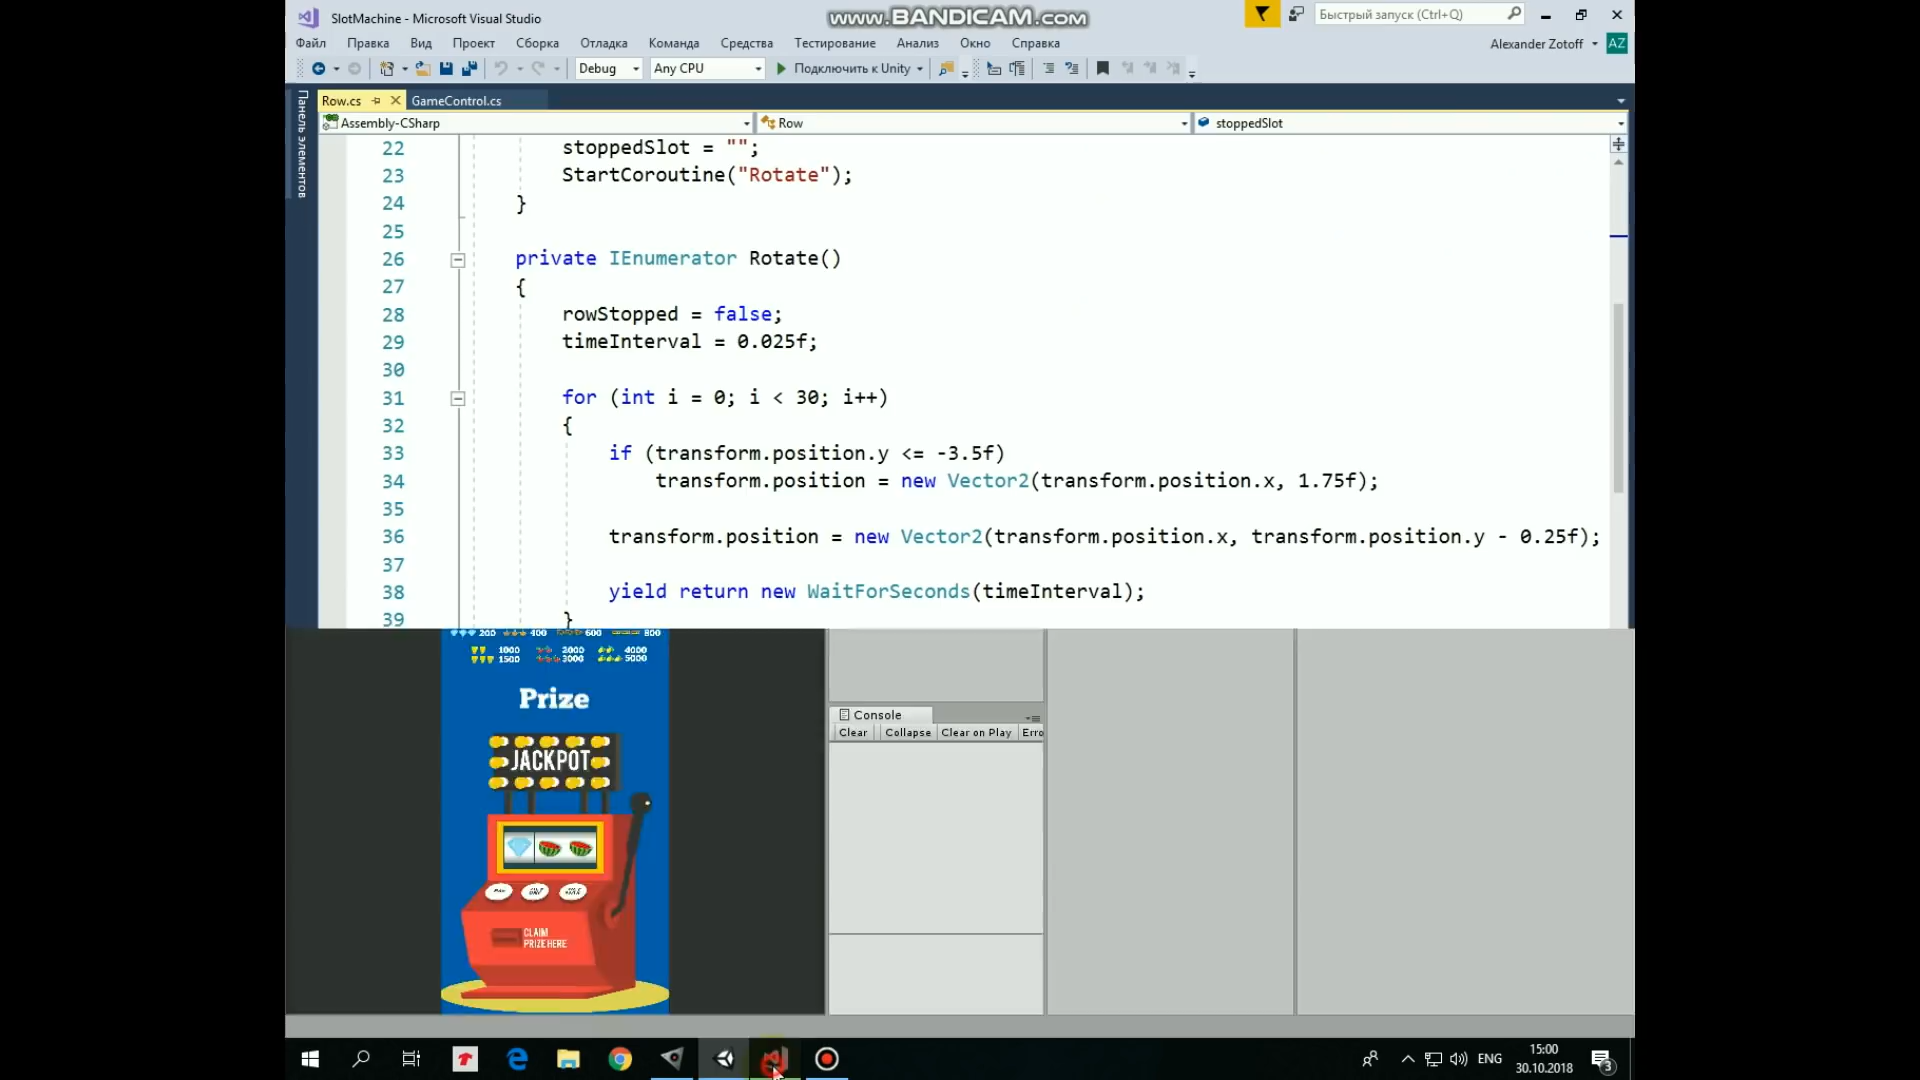 SlotMachine - Microsoft Visual Studio
www.BANDICAM.com
Быстрый запуск (Ctrl+Q)
Файл Правка Вид Проект Сборка Отладка Команда Средства Тестирование Анализ Окно Справка
Alexander Zotoff AZ
Debug Any CPU Подключить к Unity
Панель элементов
Row.cs GameControl.cs
Assembly-CSharp Row stoppedSlot
22 stoppedSlot = "";
23 StartCoroutine("Rotate");
24 }
25
26 private IEnumerator Rotate()
27 {
28 rowStopped = false;
29 timeInterval = 0.025f;
30
31 for (int i = 0; i < 30; i++)
32 {
33 if (transform.position.y <= -3.5f)
34 transform.position = new Vector2(transform.position.x, 1.75f);
35
36 transform.position = new Vector2(transform.position.x, transform.position.y - 0.25f);
37
38 yield return new WaitForSeconds(timeInterval);
39 }
200 400 600 800
1000 2000 4000
1500 3000 5000
Prize
JACKPOT
CLAIM
PRIZE HERE
Console
Clear Collapse Clear on Play Erro
ENG
15:00
30.10.2018
3